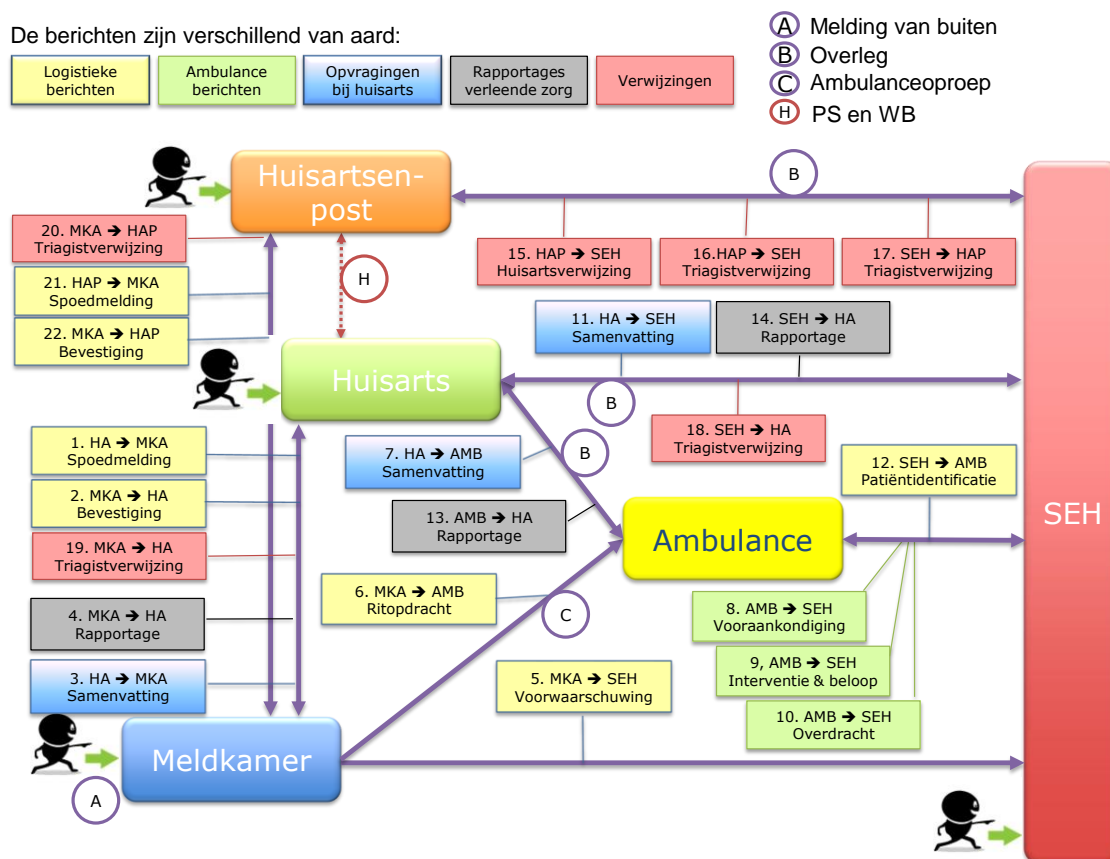 De berichten zijn verschillend van aard:
Logistieke
berichten
Ambulance
berichten
Opvragingen
bij huisarts
Rapportages
verleende zorg
Verwijzingen
A Melding van buiten
B Overleg
C Ambulanceoproep
H PS en WB
Huisartsen-
post
B
20. MKA → HAP
Triagistverwijzing
21. HAP → MKA
Spoedmelding
22. MKA → HAP
Bevestiging
H
15. HAP → SEH
Huisartsverwijzing
16.HAP → SEH
Triagistverwijzing
17. SEH → HAP
Triagistverwijzing
11. HA → SEH
Samenvatting
14. SEH → HA
Rapportage
Huisarts
B
18. SEH → HA
Triagistverwijzing
1. HA → MKA
Spoedmelding
2. MKA → HA
Bevestiging
19. MKA → HA
Triagistverwijzing
4. MKA → HA
Rapportage
3. HA → MKA
Samenvatting
7. HA → AMB
Samenvatting
B
13. AMB → HA
Rapportage
12. SEH → AMB
Patiëntidentificatie
SEH
Ambulance
6. MKA → AMB
Ritopdracht
C
8. AMB → SEH
Vooraankondiging
9, AMB → SEH
Interventie & beloop
10. AMB → SEH
Overdracht
5. MKA → SEH
Voorwaarschuwing
Meldkamer
A